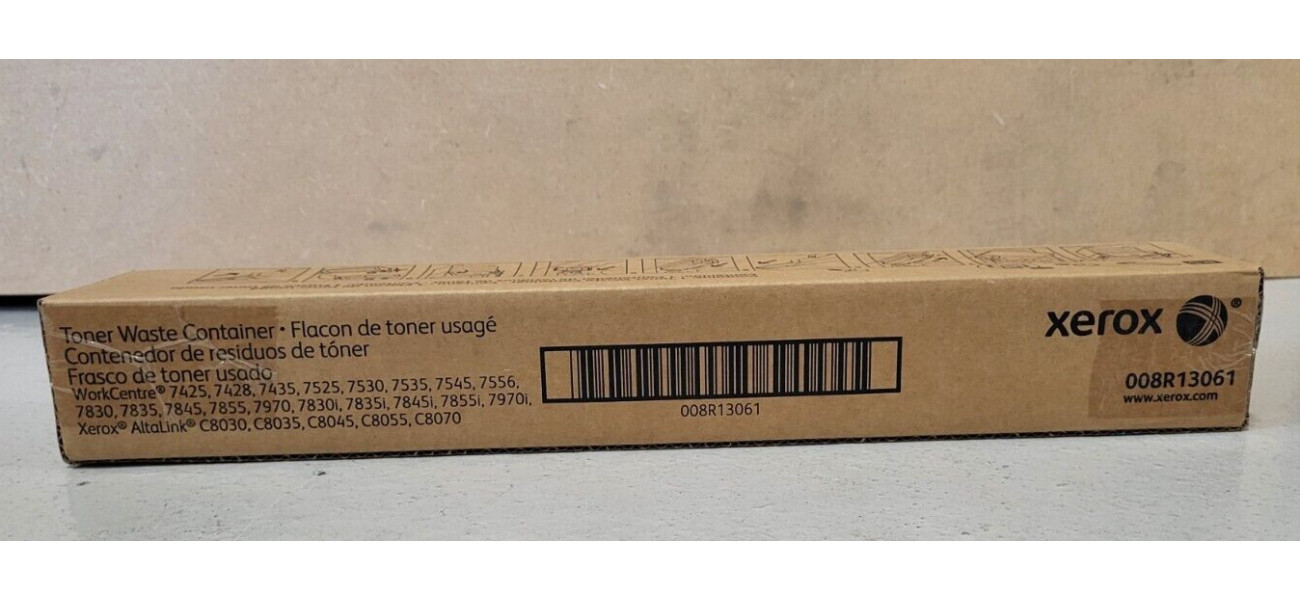 Toner Waste Container • Flacon de toner usagé
Contenedor de residuos de tóner
Frasco de toner usado
WorkCentre® 7425, 7428, 7435, 7525, 7530, 7535, 7545, 7556,
7830, 7835, 7845, 7855, 7970, 7830i, 7835i, 7845i, 7855i, 7970i,
Xerox® AltaLink® C8030, C8035, C8045, C8055, C8070
008R13061
xerox ®
008R13061
www.xerox.com